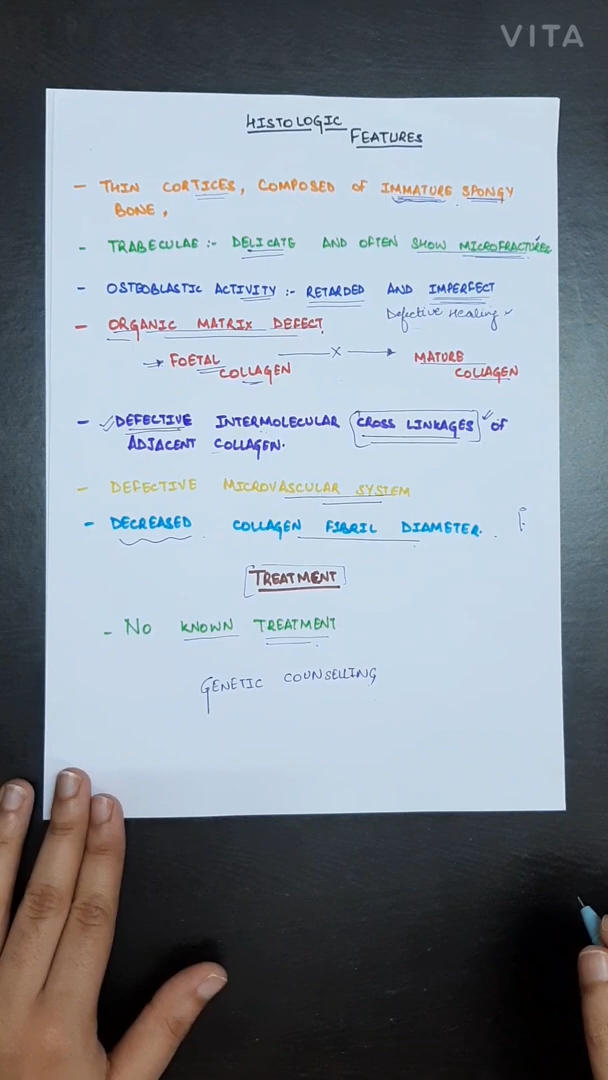 VITA
HISTOLOGIC
FEATURES
- THIN CORTICES, COMPOSED of IMMATURE SPONGY
BONE,
- TRABECULAE :- DELICATE AND OFTEN SHOW MICROFRACTURES
- OSTEOBLASTIC ACTIVITY :- RETARDED AND IMPERFECT
Defective Healing
- ORGANIC MATRIX DEFECT
→ FOETAL COLLAGEN —x→ MATURE COLLAGEN
- DEFECTIVE INTERMOLECULAR CROSS LINKAGES of
ADJACENT COLLAGEN.
- DEFECTIVE MICROVASCULAR SYSTEM
- DECREASED COLLAGEN FIBRIL DIAMETER.
TREATMENT
- No KNOWN TREATMENT
GENETIC COUNSELLING